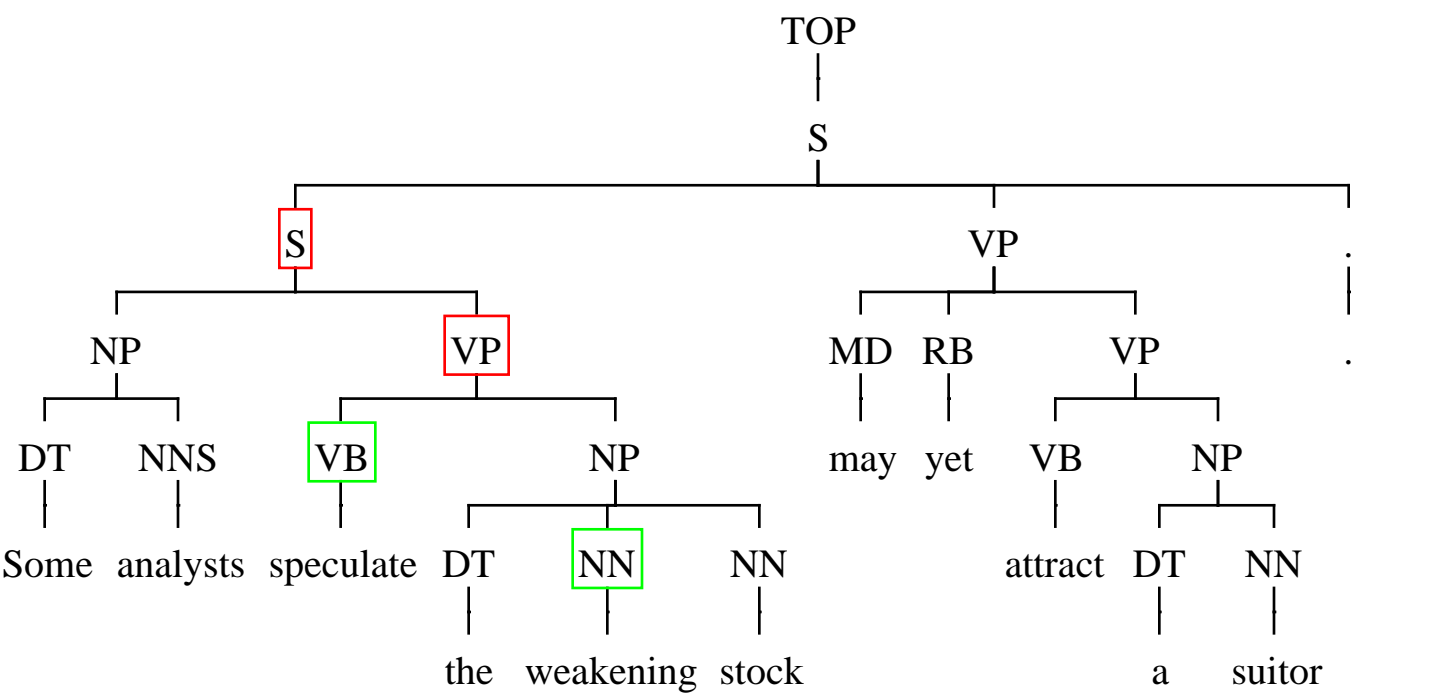 TOP
S
S VP .
NP VP MD RB VP .
DT NNS VB NP may yet VB NP
Some analysts speculate DT NN NN attract DT NN
the weakening stock a suitor